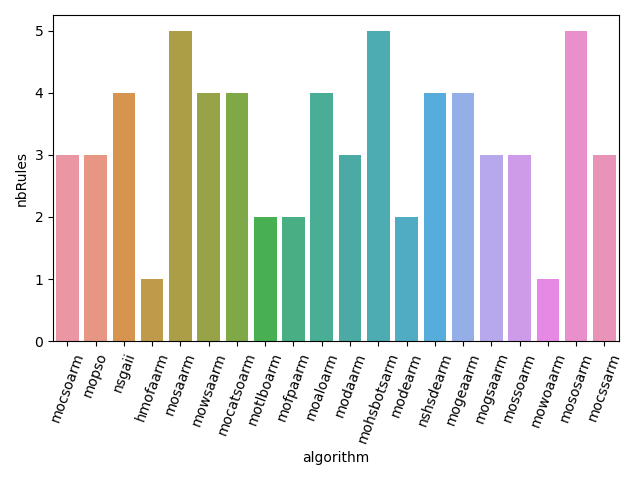 nbRules
5
4
3
2
1
0
mocsoarm
mopso
nsgaii
hmofaarm
mosaarm
mowsaarm
mocatsoarm
motlboarm
mofpaarm
moaloarm
modaarm
mohsbotsarm
modearm
nshsdearm
mogeaarm
mogsaarm
mossoarm
mowoaarm
mososarm
mocssarm
algorithm